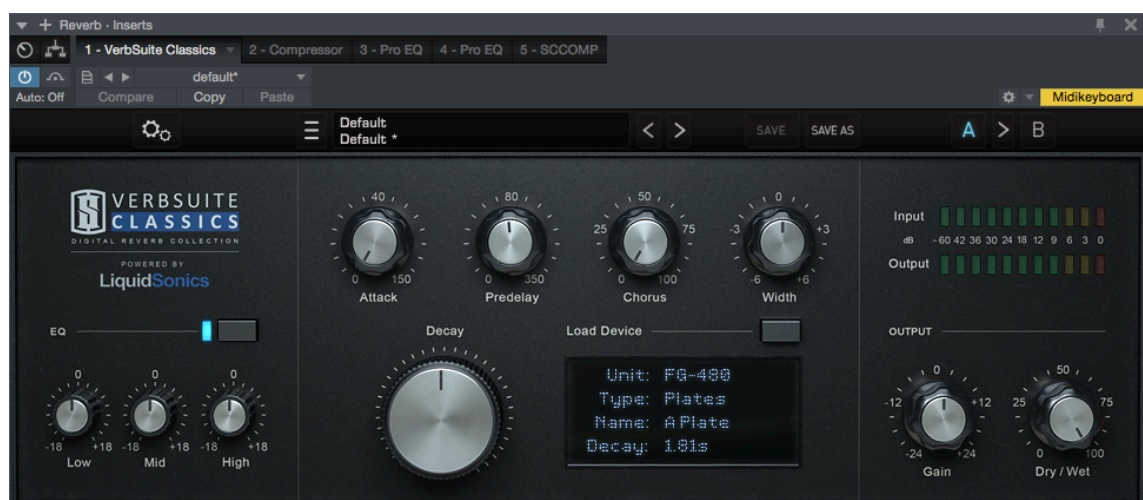 Reverb · Inserts
1 - VerbSuite Classics 2 - Compressor 3 - Pro EQ 4 - Pro EQ 5 - SCCOMP
default*
Auto: Off Compare Copy Paste Midikeyboard
Default
Default *
SAVE SAVE AS A > B
VERBSUITE
CLASSICS
DIGITAL REVERB COLLECTION
POWERED BY
LiquidSonics
40
0 150
Attack
80
0 350
Predelay
50
25 75
0 100
Chorus
0
-3 +3
-6 +6
Width
Input
dB -60 42 36 30 24 18 12 9 6 3 0
Output
EQ
0
-18 +18
Low
0
-18 +18
Mid
0
-18 +18
High
Decay
Load Device
Unit: FG-480
Type: Plates
Name: A Plate
Decay: 1.81s
OUTPUT
0
-12 +12
-24 +24
Gain
50
25 75
0 100
Dry / Wet